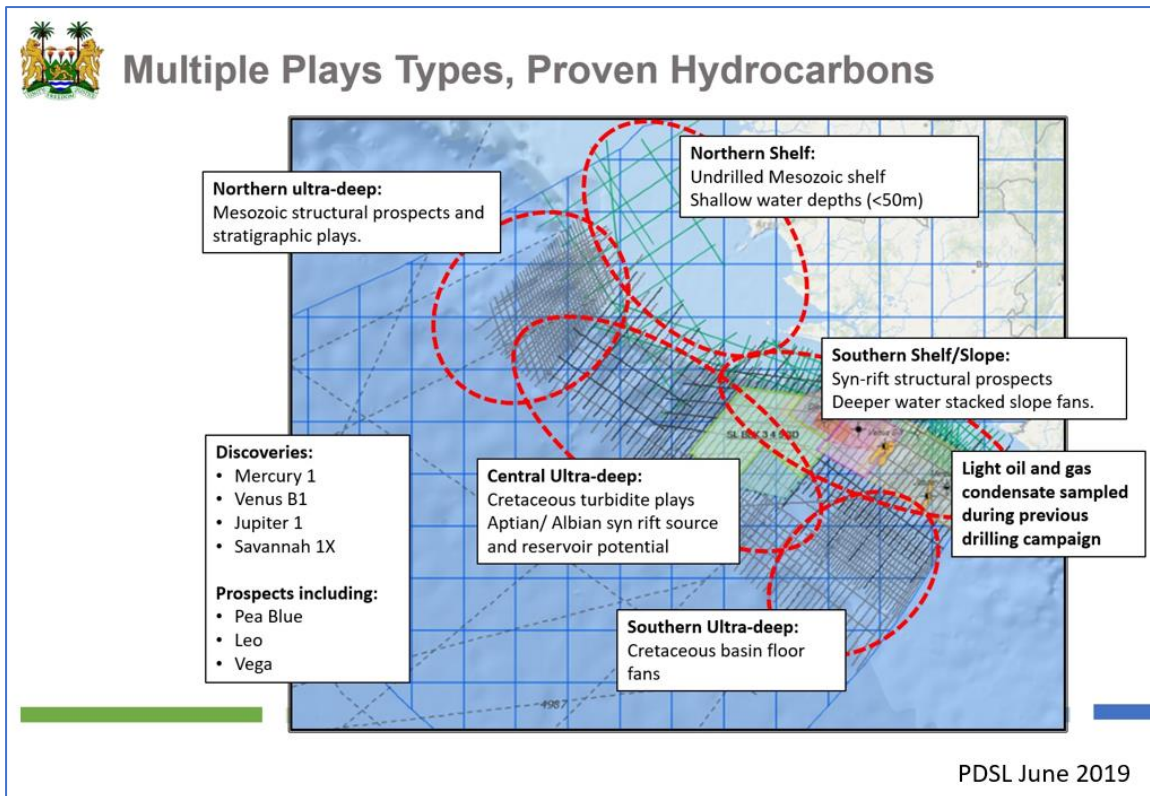 Multiple Plays Types, Proven Hydrocarbons
Northern Shelf:
Undrilled Mesozoic shelf
Shallow water depths (<50m)
Northern ultra-deep:
Mesozoic structural prospects and
stratigraphic plays.
Southern Shelf/Slope:
Syn-rift structural prospects
Deeper water stacked slope fans.
Discoveries:
• Mercury 1
• Venus B1
• Jupiter 1
• Savannah 1X
Prospects including:
• Pea Blue
• Leo
• Vega
Central Ultra-deep:
Cretaceous turbidite plays
Aptian/ Albian syn rift source
and reservoir potential
Light oil and gas
condensate sampled
during previous
drilling campaign
Southern Ultra-deep:
Cretaceous basin floor
fans
4987
PDSL June 2019